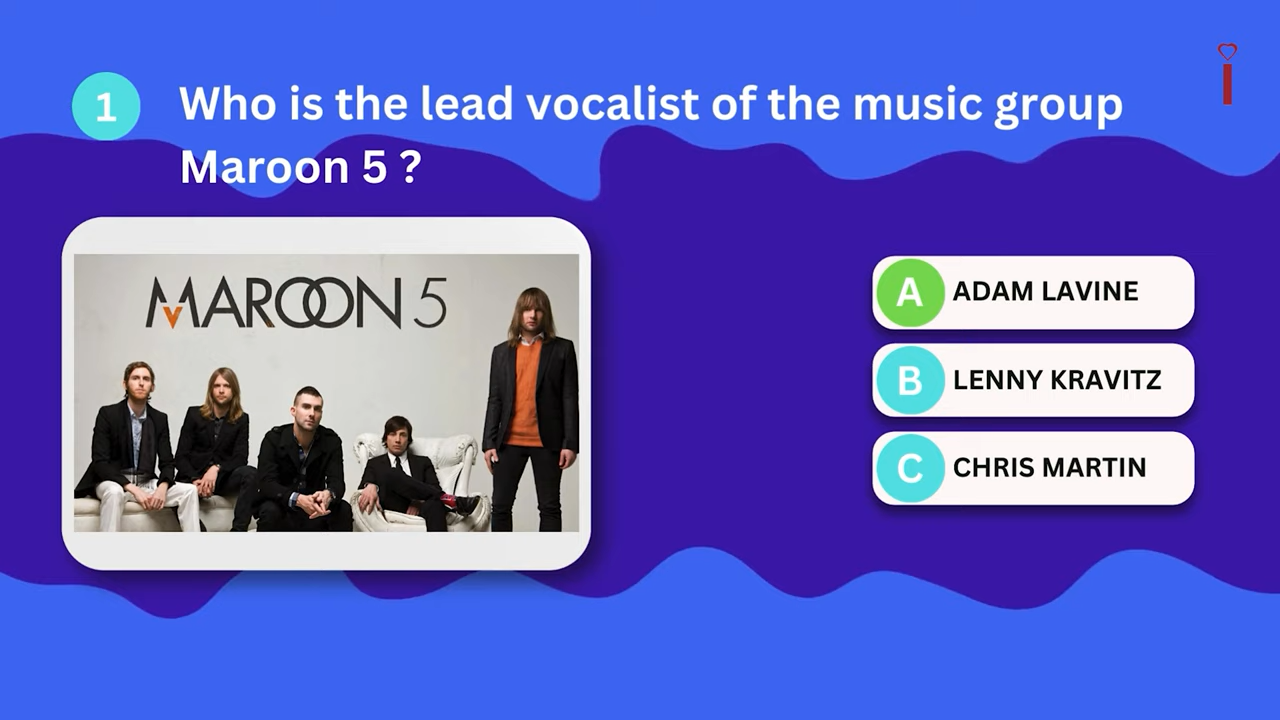 1
Who is the lead vocalist of the music group
Maroon 5 ?
MAROON 5
A ADAM LAVINE
B LENNY KRAVITZ
C CHRIS MARTIN